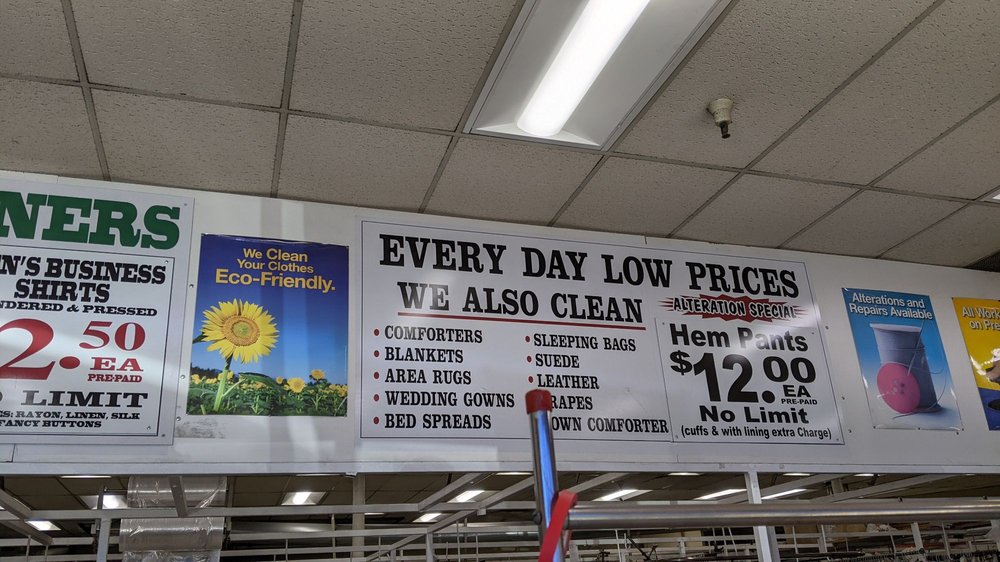 NERS
N'S BUSINESS
SHIRTS
NDERED & PRESSED
2.50
EA
PRE-PAID
LIMIT
ES: RAYON, LINEN, SILK
FANCY BUTTONS
We Clean
Your Clothes
Eco-Friendly.
EVERY DAY LOW PRICES
WE ALSO CLEAN
• COMFORTERS
• BLANKETS
• AREA RUGS
• WEDDING GOWNS
• BED SPREADS
• SLEEPING BAGS
• SUEDE
• LEATHER
RAPES
OWN COMFORTER
ALTERATION SPECIAL
Hem Pants
$12.00
EA
PRE-PAID
No Limit
(cuffs & with lining extra Charge)
Alterations and
Repairs Available
All Work
on Pre